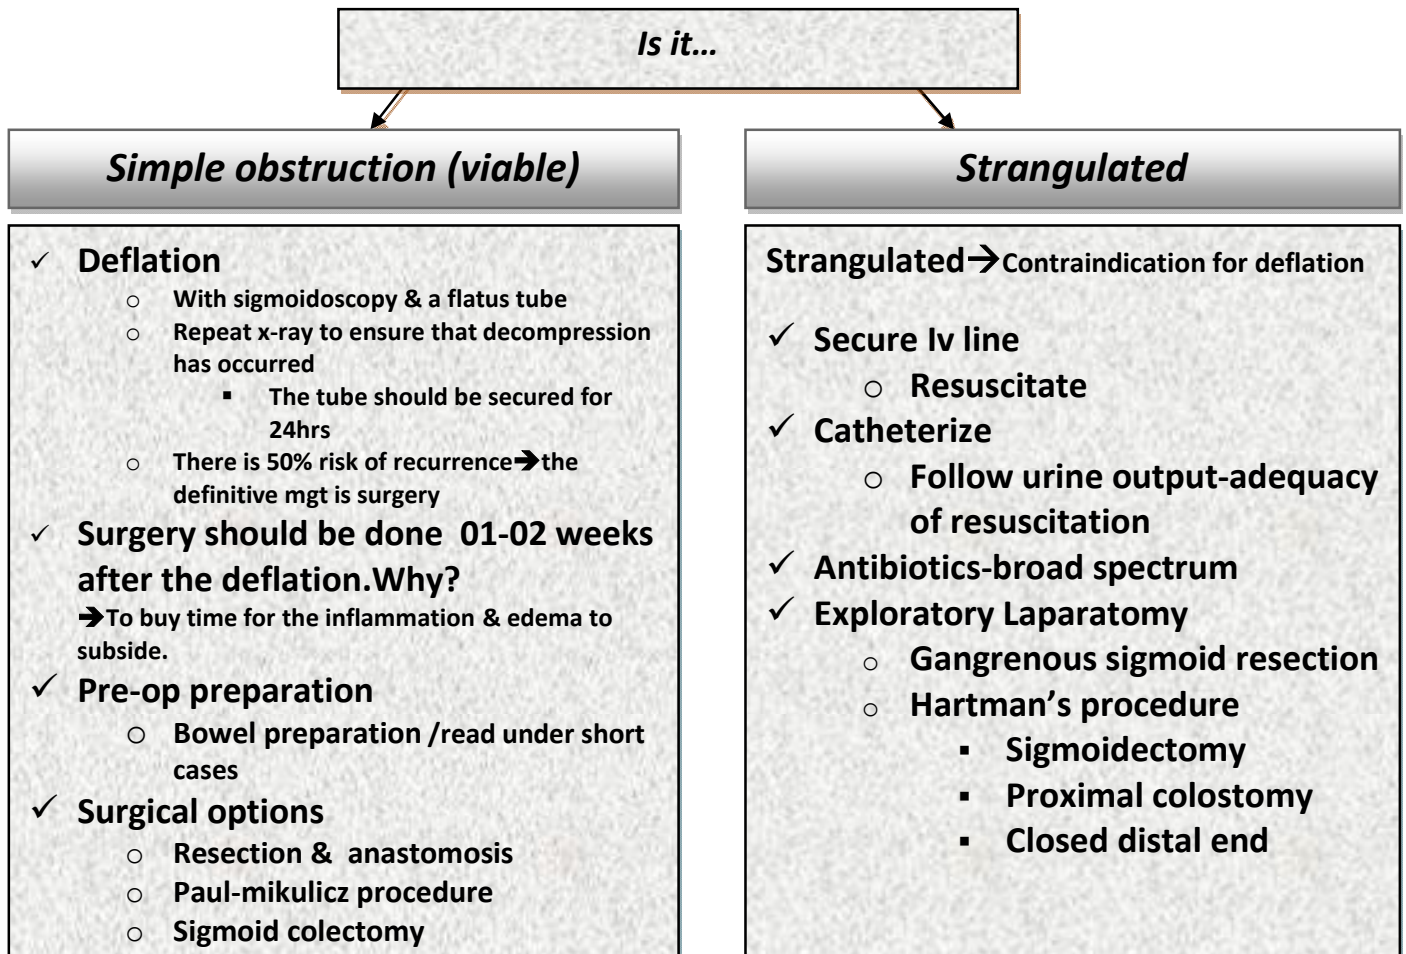 Is it…
Simple obstruction (viable)
✓ Deflation
o With sigmoidoscopy & a flatus tube
o Repeat x-ray to ensure that decompression
has occurred
▪ The tube should be secured for
24hrs
o There is 50% risk of recurrence➔the
definitive mgt is surgery
✓ Surgery should be done 01-02 weeks
after the deflation.Why?
➔To buy time for the inflammation & edema to
subside.
✓ Pre-op preparation
o Bowel preparation /read under short
cases
✓ Surgical options
o Resection & anastomosis
o Paul-mikulicz procedure
o Sigmoid colectomy
Strangulated
Strangulated➔Contraindication for deflation
✓ Secure Iv line
o Resuscitate
✓ Catheterize
o Follow urine output-adequacy
of resuscitation
✓ Antibiotics-broad spectrum
✓ Exploratory Laparatomy
o Gangrenous sigmoid resection
o Hartman’s procedure
▪ Sigmoidectomy
▪ Proximal colostomy
▪ Closed distal end